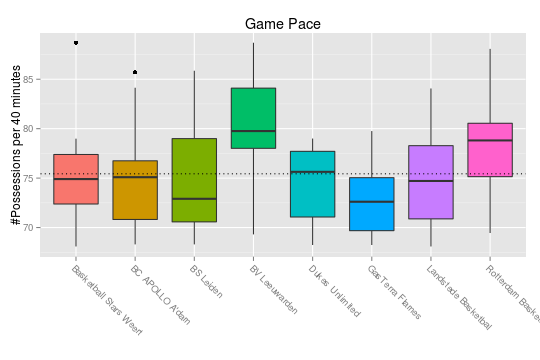 Game Pace
#Possessions per 40 minutes
85
80
75
70
Basketball Stars Weert
BC APOLLO A'dam
BS Leiden
BV Leeuwarden
Dukes Unlimited
GasTerra Flames
Landstede Basketbal
Rotterdam Basket